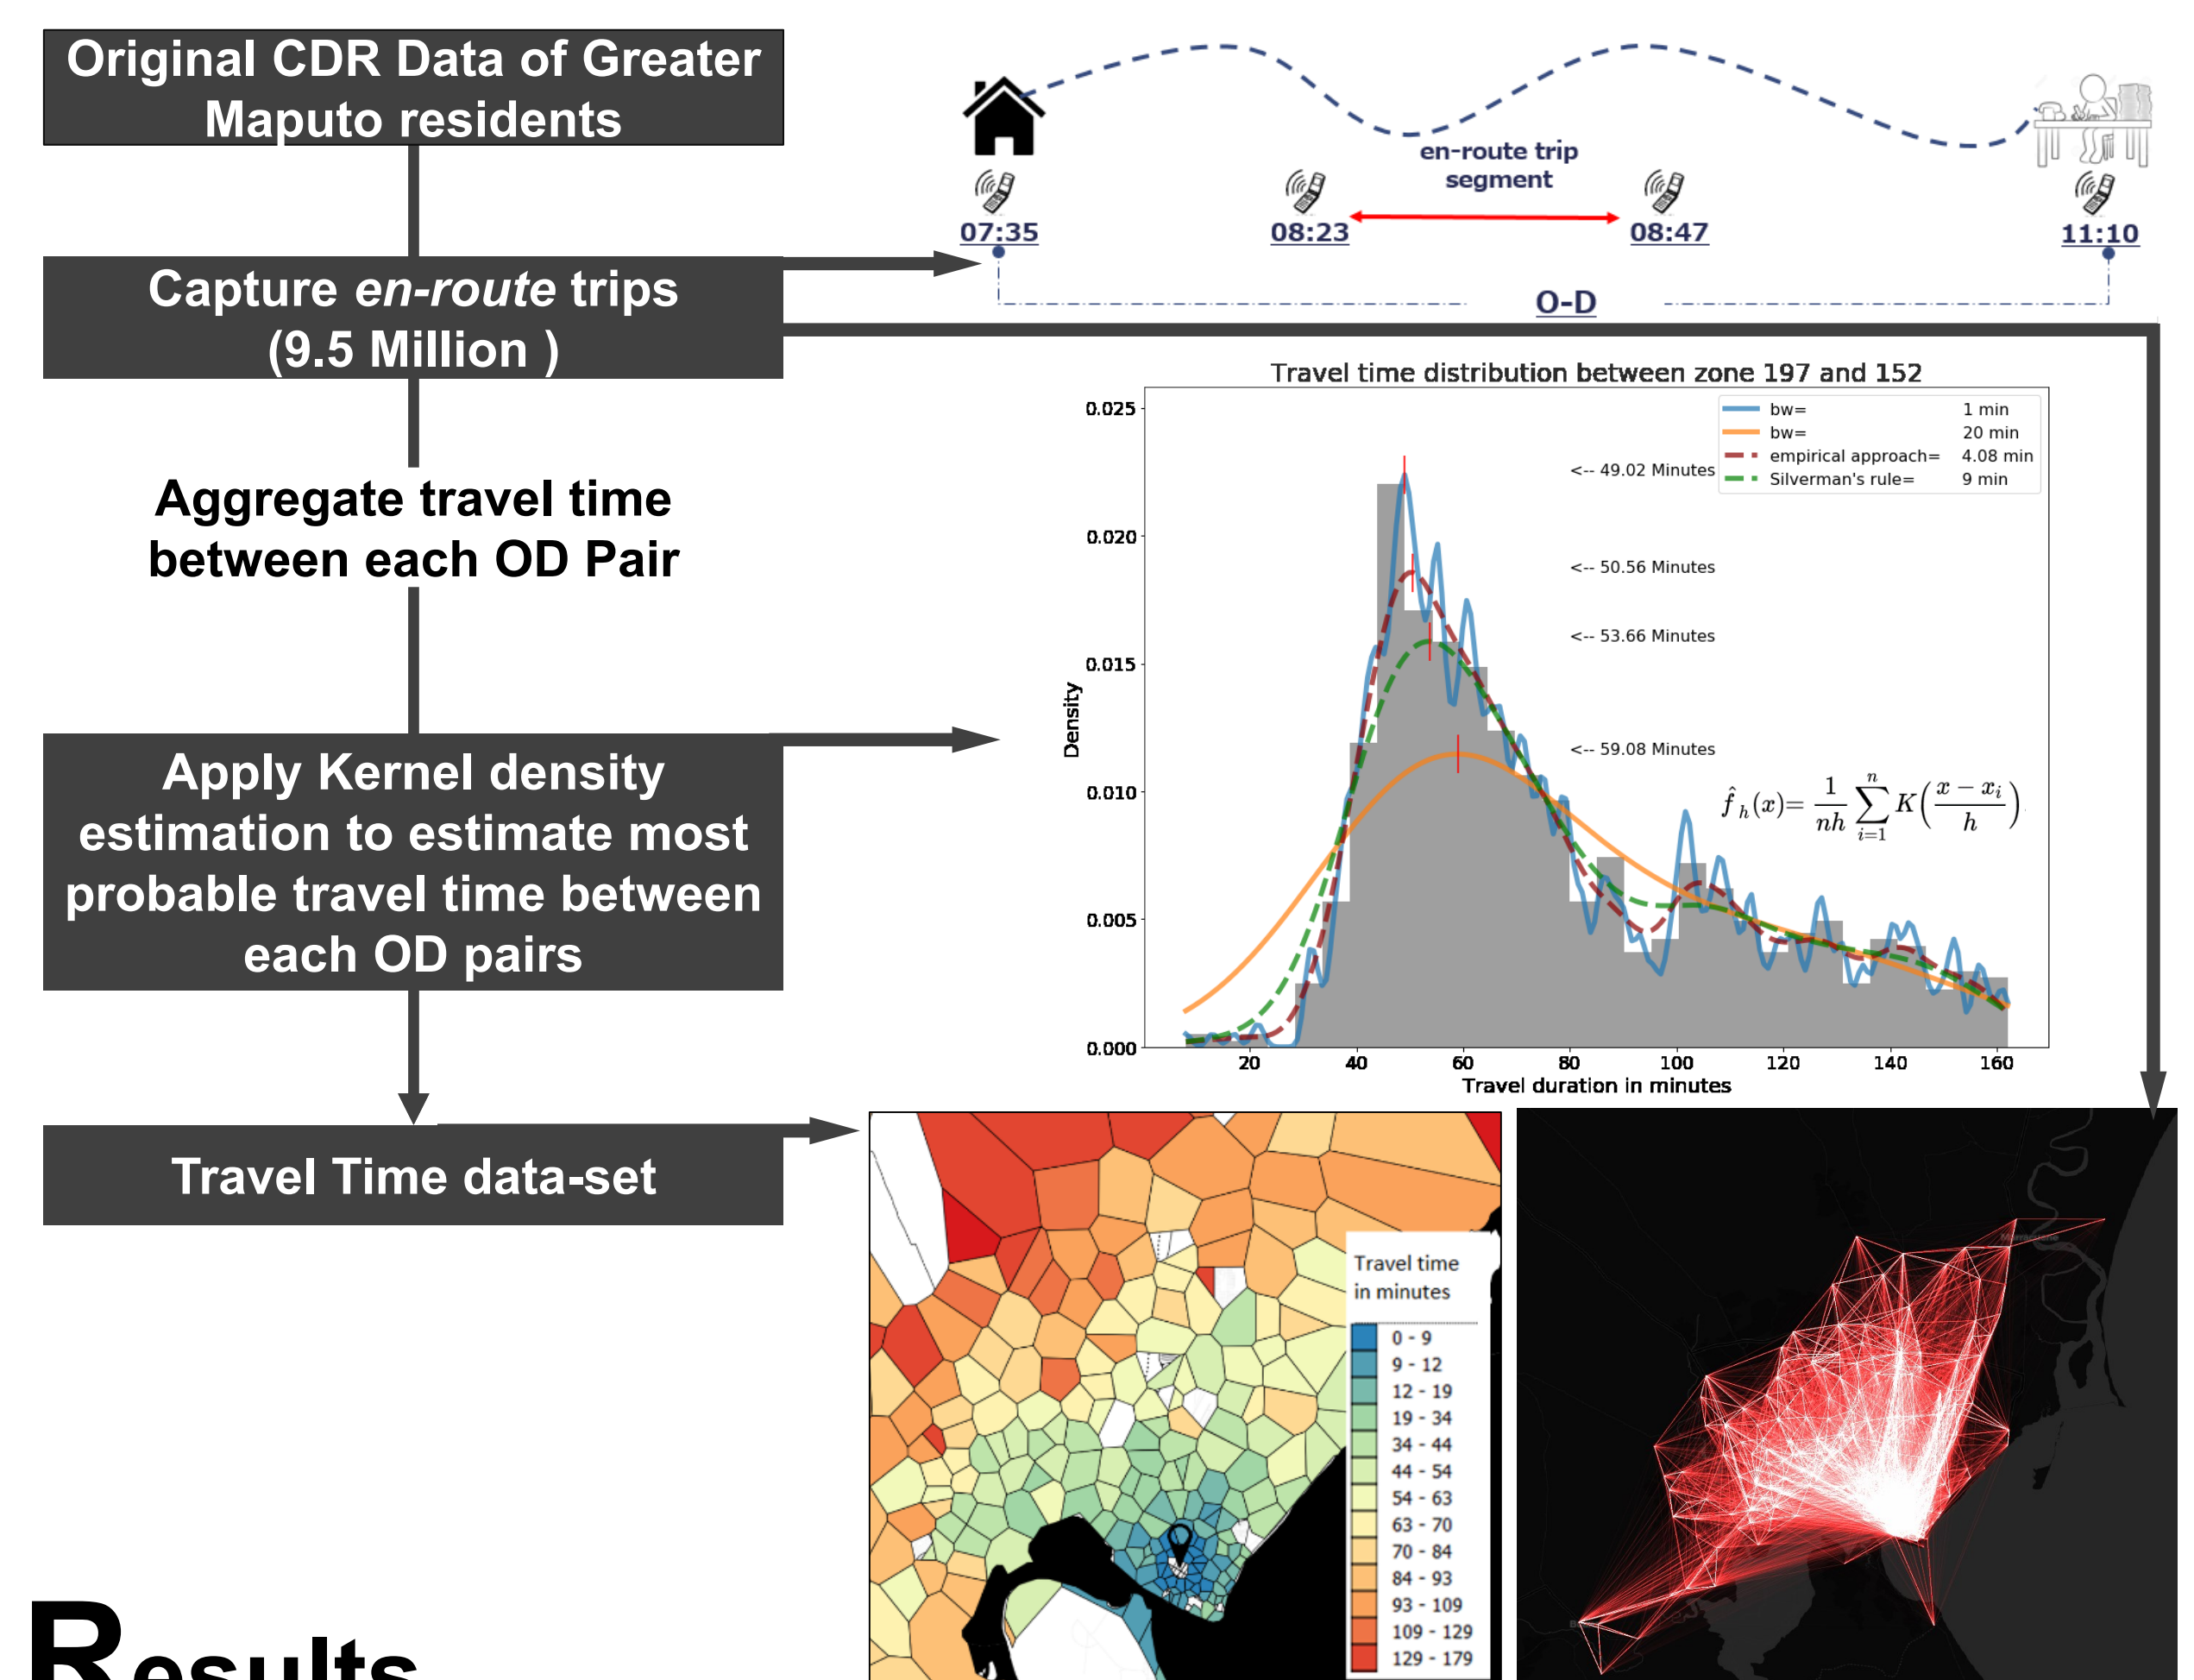 Original CDR Data of Greater
Maputo residents
Capture en-route trips
(9.5 Million )
Aggregate travel time
between each OD Pair
Apply Kernel density
estimation to estimate most
probable travel time between
each OD pairs
Travel Time data-set
Results
en-route trip
segment
07:35
08:23
08:47
11:10
O-D
Travel time distribution between zone 197 and 152
bw= 1 min
bw= 20 min
empirical approach= 4.08 min
Silverman's rule= 9 min
<-- 49.02 Minutes
<-- 50.56 Minutes
<-- 53.66 Minutes
<-- 59.08 Minutes
f̂_h(x)= 1/(nh) ∑_{i=1}^{n} K((x − x_i)/h)
Density
0.025
0.020
0.015
0.010
0.005
0.000
20 40 60 80 100 120 140 160
Travel duration in minutes
Travel time
in minutes
0 - 9
9 - 12
12 - 19
19 - 34
34 - 44
44 - 54
54 - 63
63 - 70
70 - 84
84 - 93
93 - 109
109 - 129
129 - 179